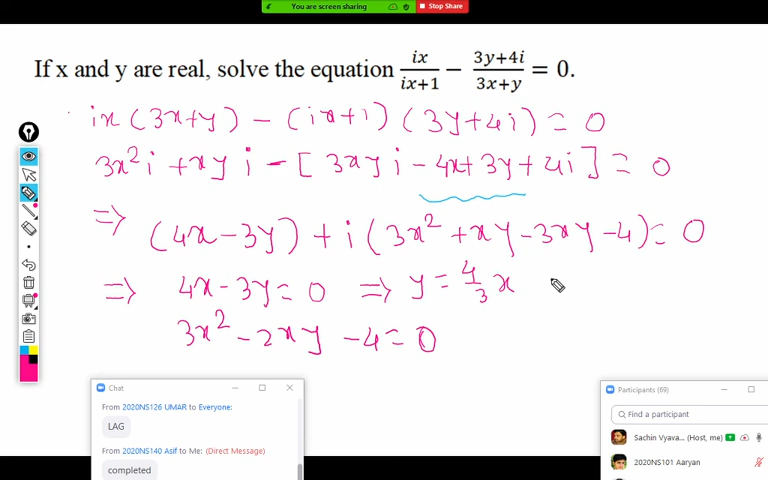 You are screen sharing Stop Share
If x and y are real, solve the equation ix/(ix+1) − (3y+4i)/(3x+y) = 0.
ix (3x+y) − (ix+1) (3y+4i) = 0
3x²i + xyi − [3xyi − 4x + 3y + 4i] = 0
⇒ (4x−3y) + i(3x² + xy − 3xy − 4) = 0
⇒ 4x − 3y = 0 ⇒ y = 4/3 x
3x² − 2xy − 4 = 0
Chat
From 2020NS126 UMAR to Everyone:
LAG
From 2020NS140 Asif to Me: (Direct Message)
completed
Participants (69)
Find a participant
Sachin Vyava... (Host, me)
2020NS101 Aaryan